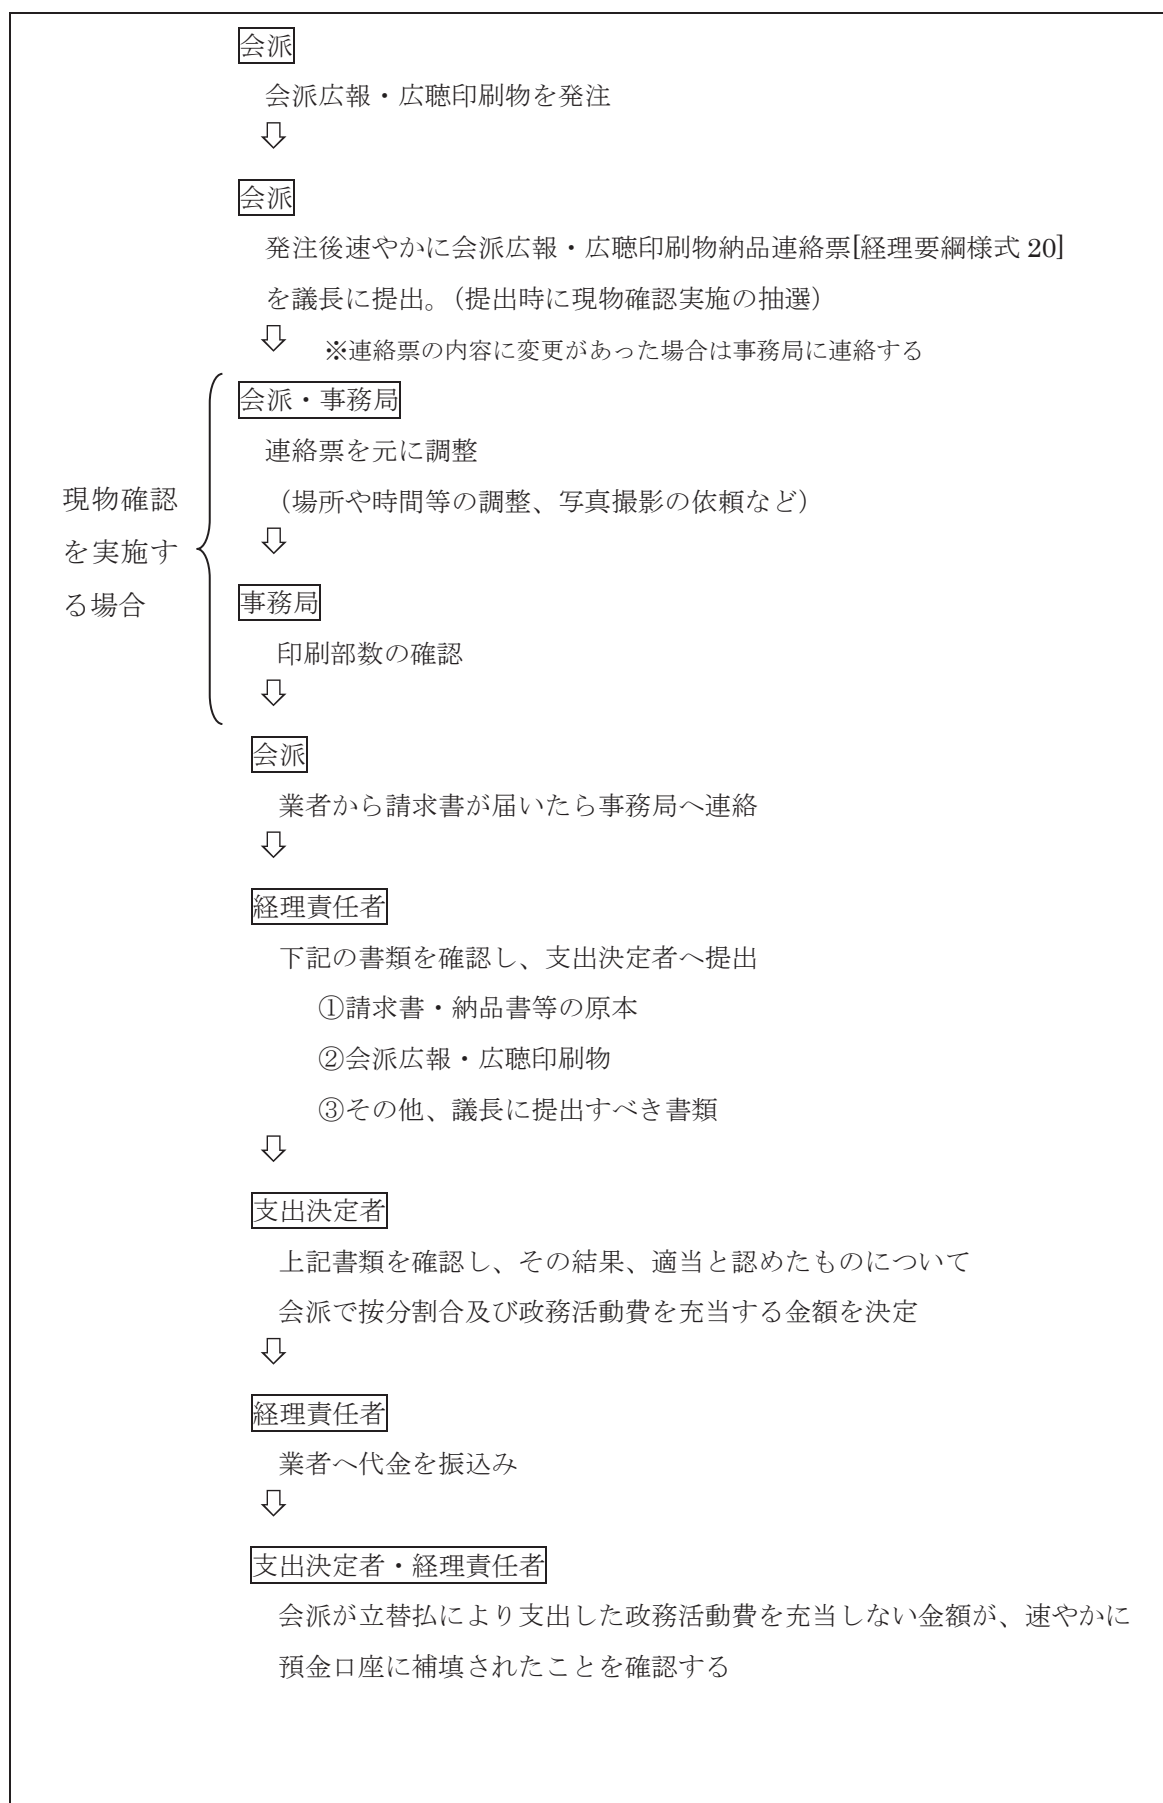 会派
会派広報・広聴印刷物を発注
⇩
会派
発注後速やかに会派広報・広聴印刷物納品連絡票[経理要綱様式 20]
を議長に提出。（提出時に現物確認実施の抽選）
⇩ ※連絡票の内容に変更があった場合は事務局に連絡する
会派・事務局
連絡票を元に調整
（場所や時間等の調整、写真撮影の依頼など）
⇩
現物確認
を実施す
る場合
事務局
印刷部数の確認
⇩
会派
業者から請求書が届いたら事務局へ連絡
⇩
経理責任者
下記の書類を確認し、支出決定者へ提出
①請求書・納品書等の原本
②会派広報・広聴印刷物
③その他、議長に提出すべき書類
⇩
支出決定者
上記書類を確認し、その結果、適当と認めたものについて
会派で按分割合及び政務活動費を充当する金額を決定
⇩
経理責任者
業者へ代金を振込み
⇩
支出決定者・経理責任者
会派が立替払により支出した政務活動費を充当しない金額が、速やかに
預金口座に補填されたことを確認する